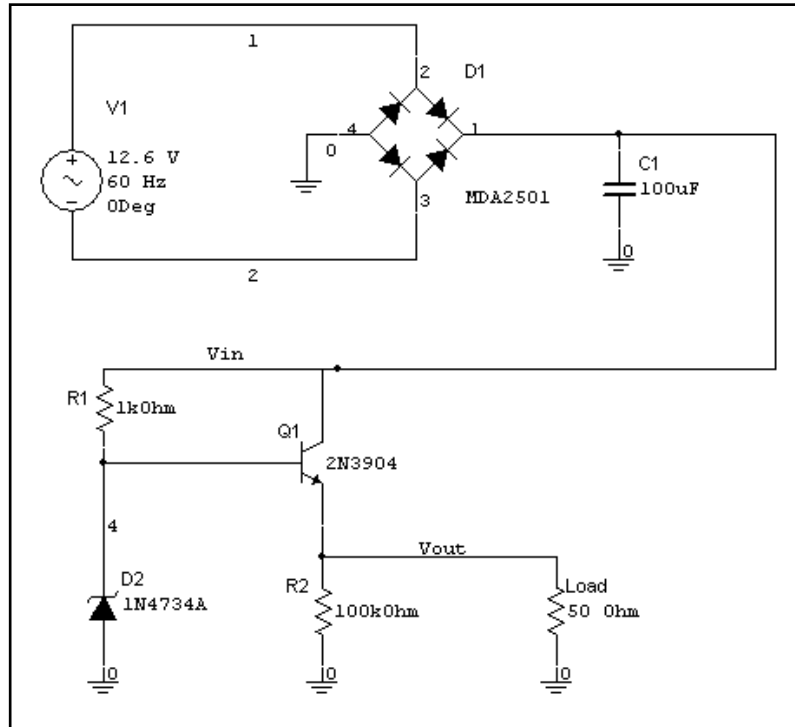 1
2
D1
V1
4
1
12.6 V
0
C1
60 Hz
100uF
0Deg
3
MDA2501
2
0
Vin
R1
1kOhm
Q1
2N3904
4
Vout
D2
1N4734A
R2
100kOhm
Load
50 Ohm
0
0
0